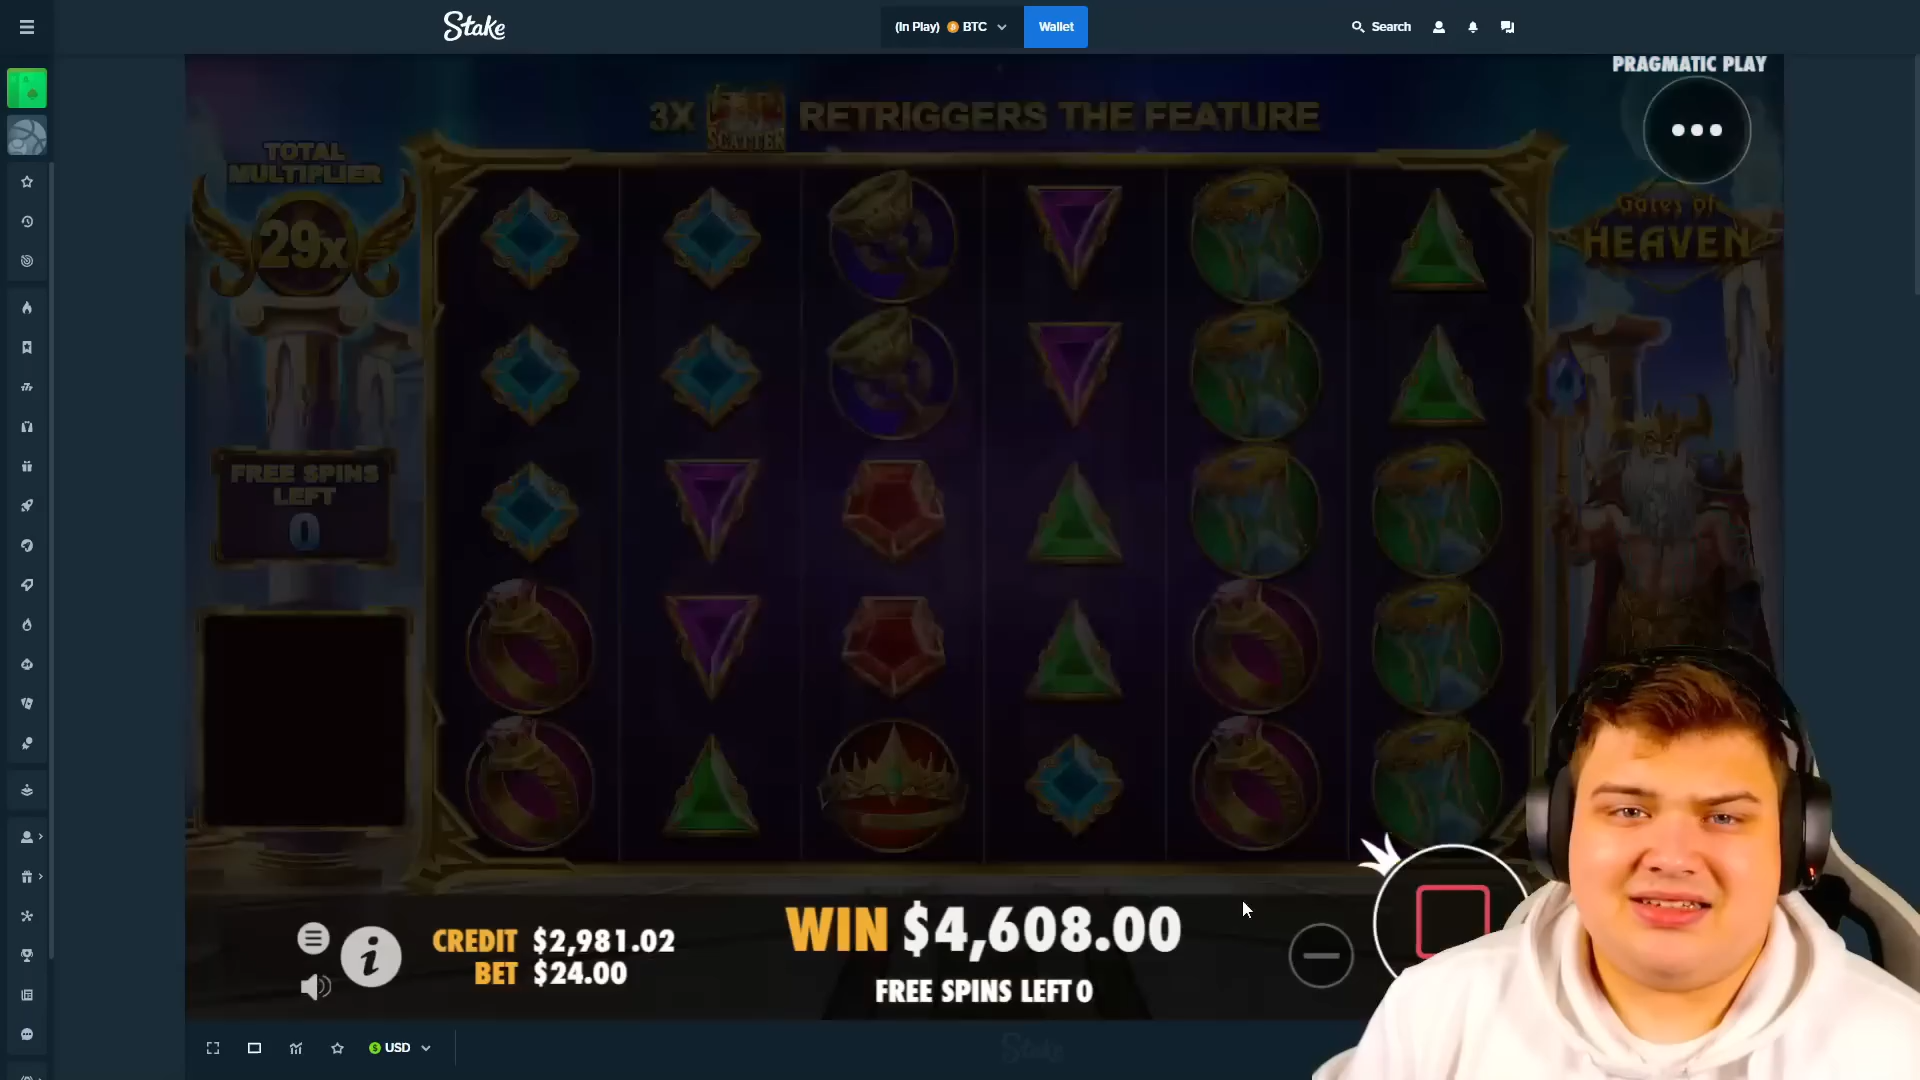 Stake
(In Play) BTC
Wallet
Search
PRAGMATIC PLAY
3X SCATTER RETRIGGERS THE FEATURE
TOTAL
MULTIPLIER
29x
Gates of
HEAVEN
FREE SPINS
LEFT
0
CREDIT $2,981.02
BET $24.00
WIN $4,608.00
FREE SPINS LEFT 0
USD
Stake